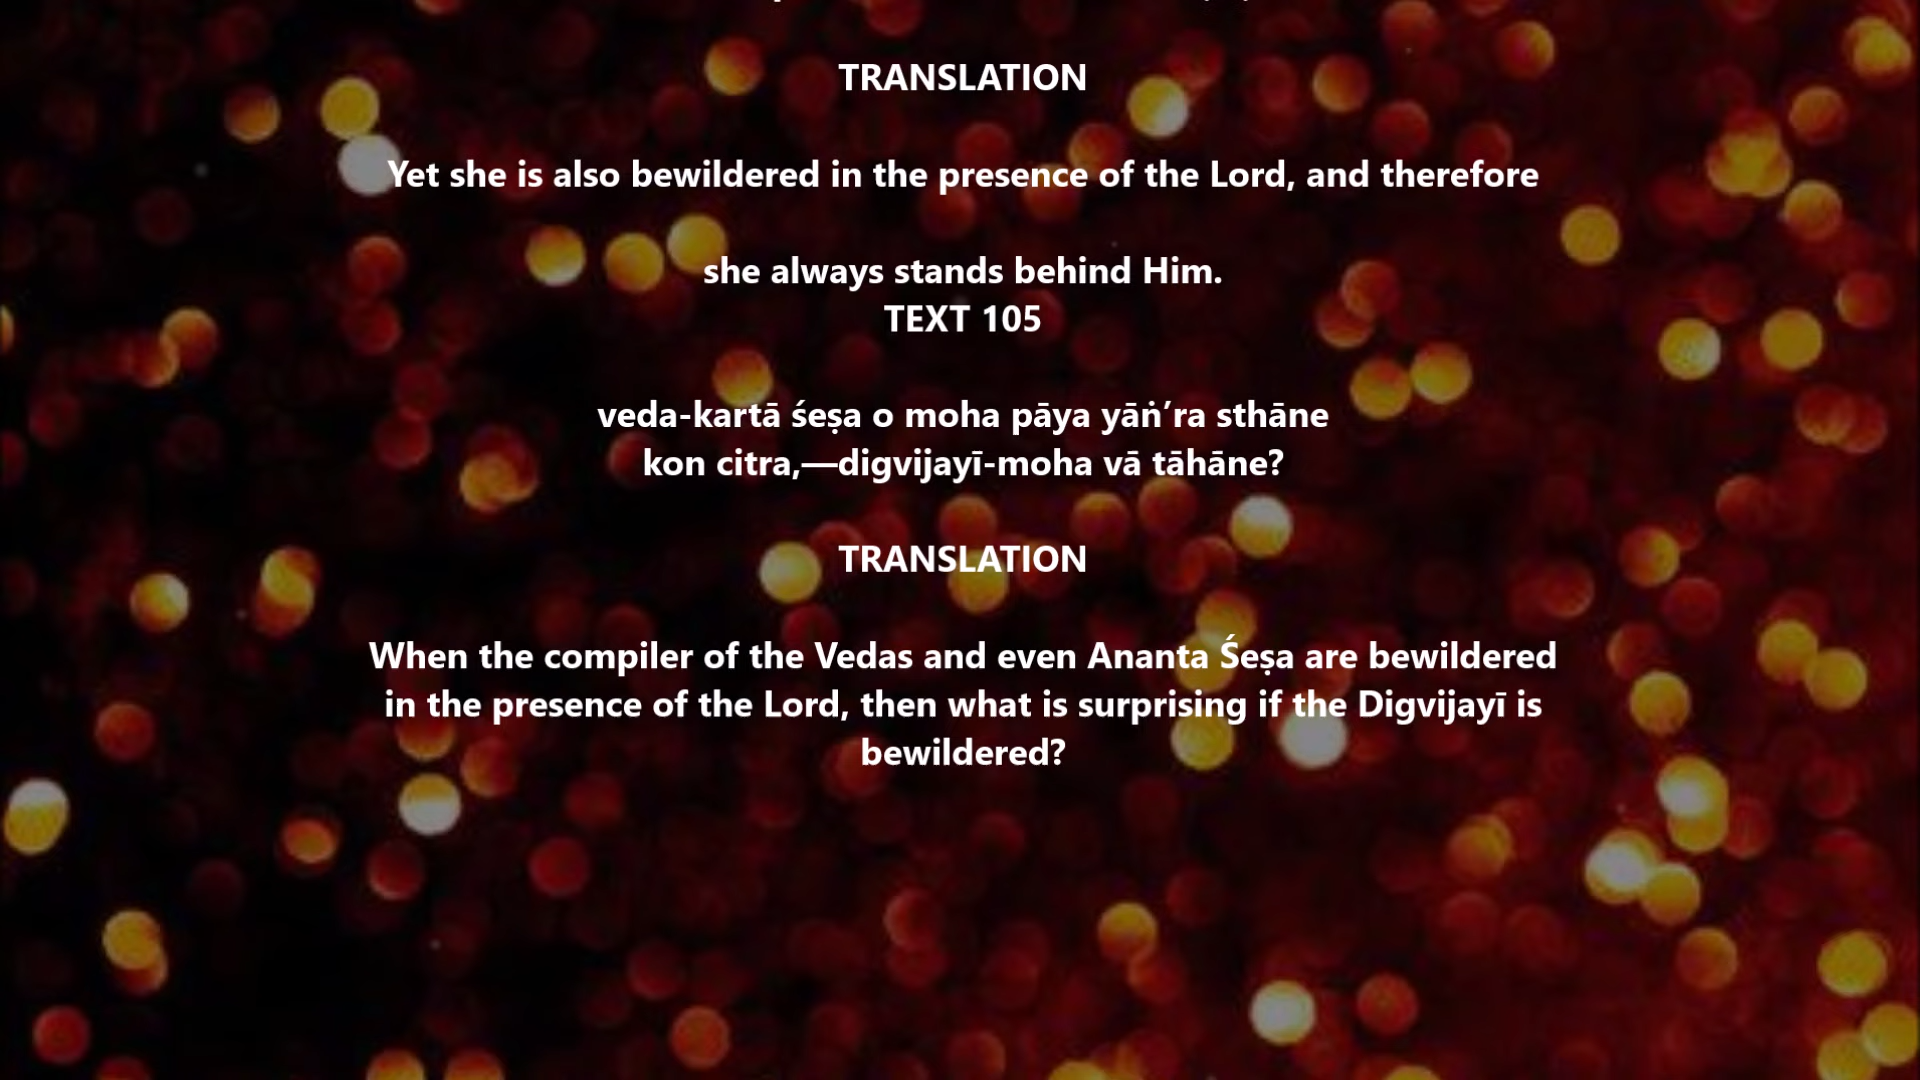 TRANSLATION
Yet she is also bewildered in the presence of the Lord, and therefore
she always stands behind Him.
TEXT 105
veda-kartā śeṣa o moha pāya yāṅ’ra sthāne
kon citra,—digvijayī-moha vā tāhāne?
TRANSLATION
When the compiler of the Vedas and even Ananta Śeṣa are bewildered
in the presence of the Lord, then what is surprising if the Digvijayī is
bewildered?